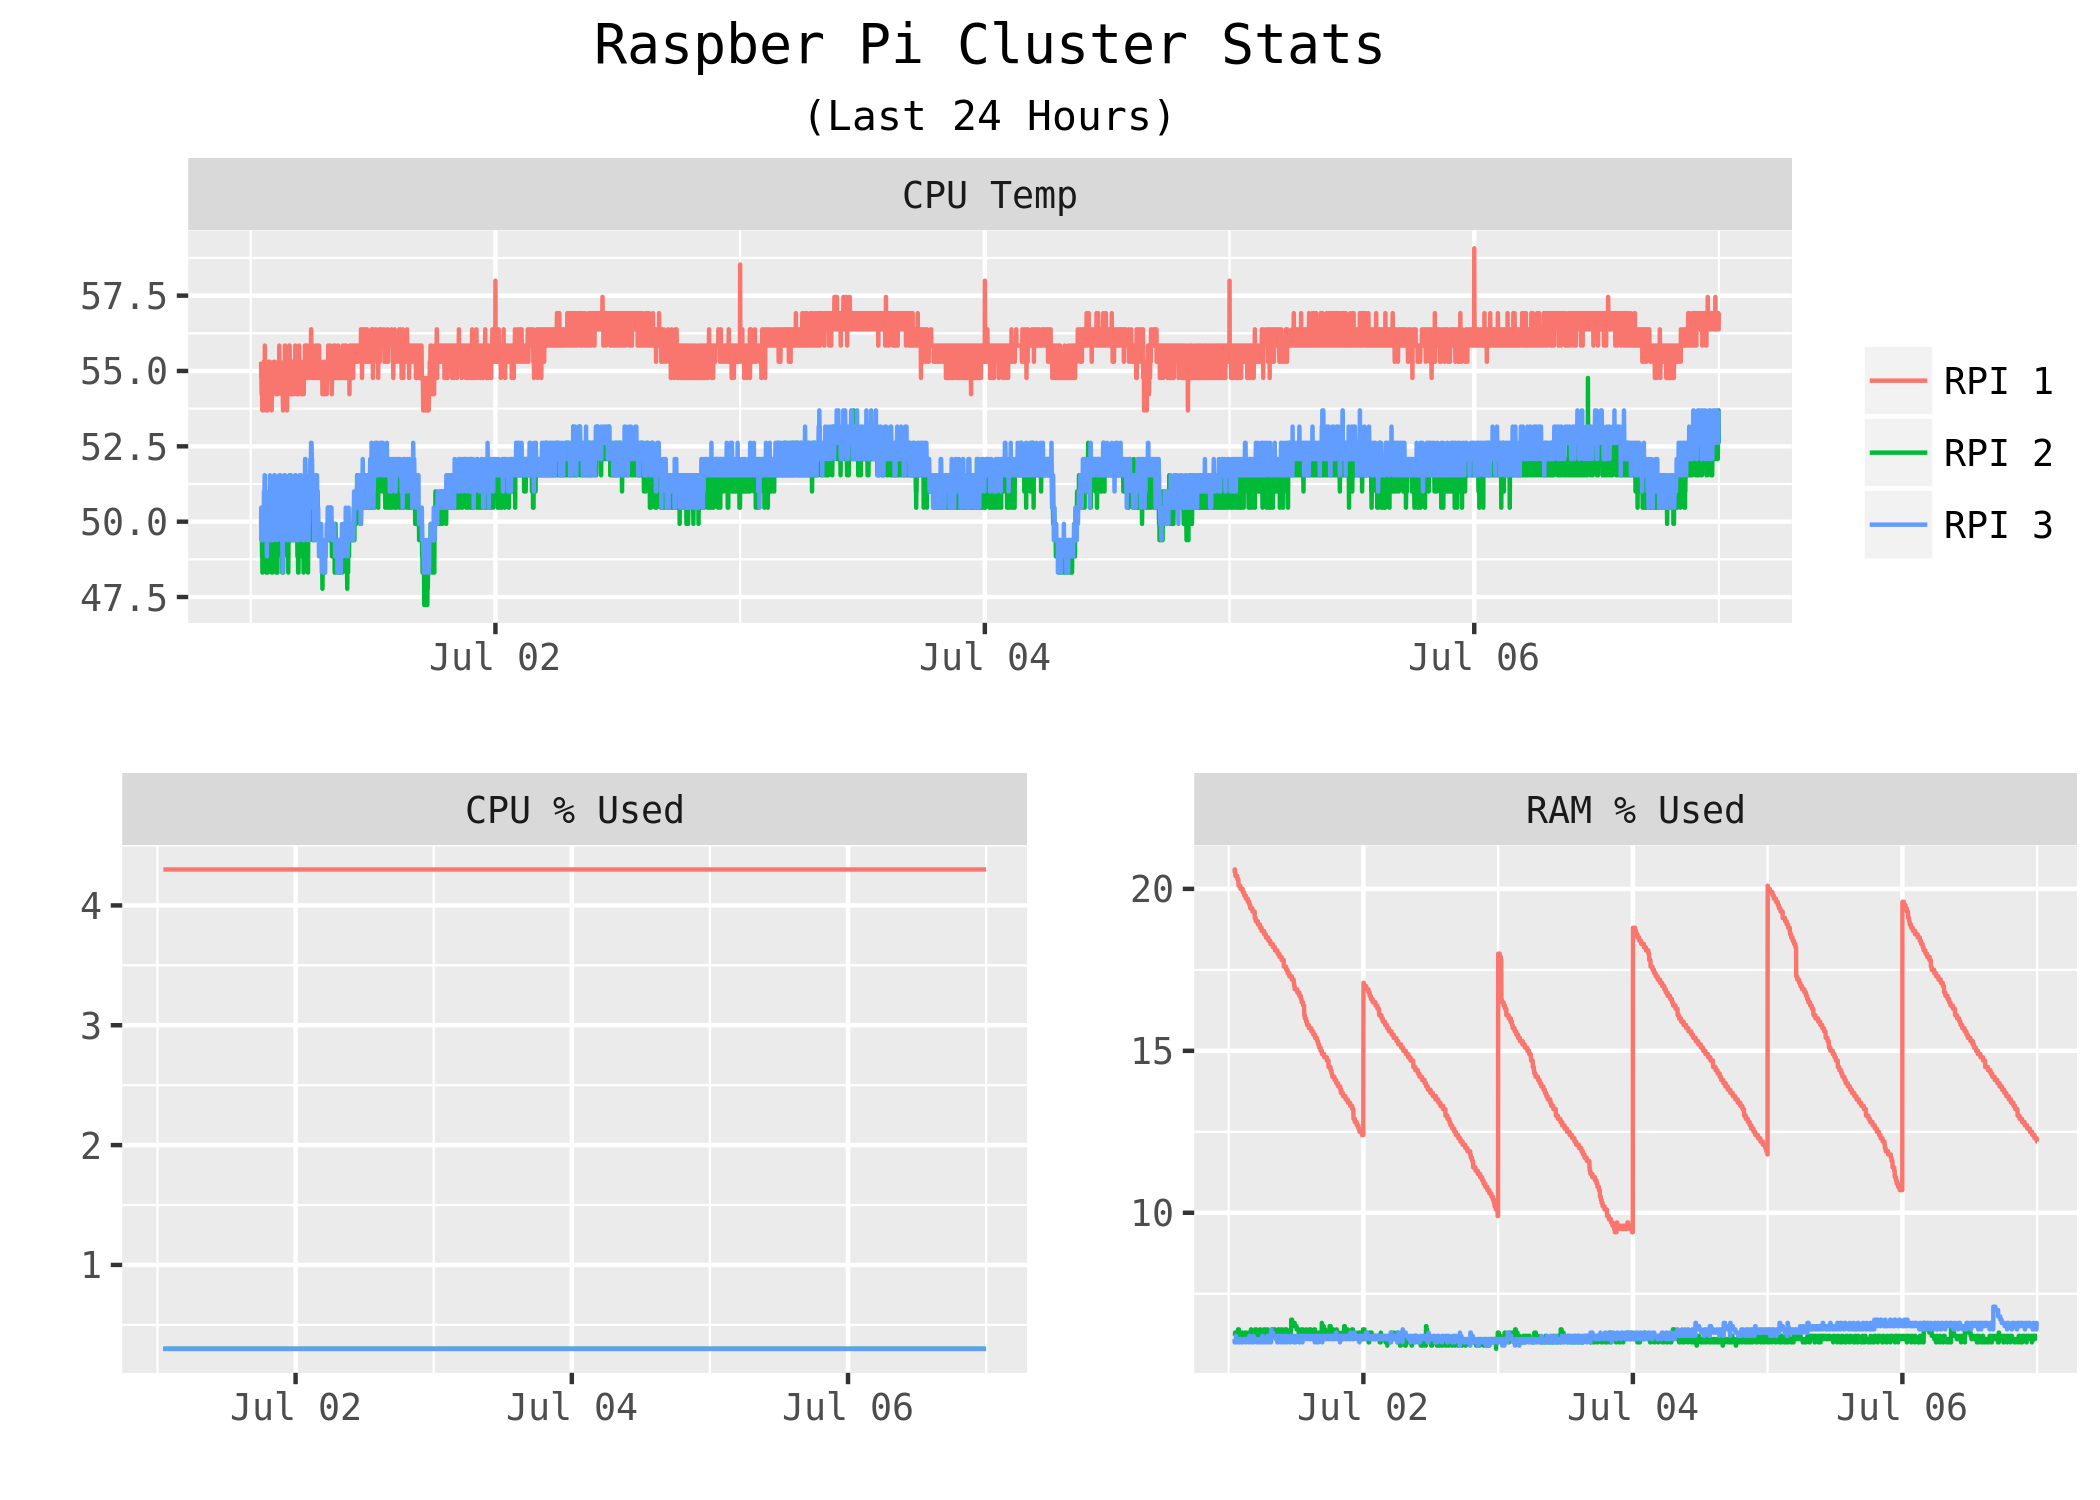 Raspber Pi Cluster Stats
(Last 24 Hours)
CPU Temp
57.5
55.0
52.5
50.0
47.5
Jul 02 Jul 04 Jul 06
RPI 1
RPI 2
RPI 3
CPU % Used
4
3
2
1
Jul 02 Jul 04 Jul 06
RAM % Used
20
15
10
Jul 02 Jul 04 Jul 06